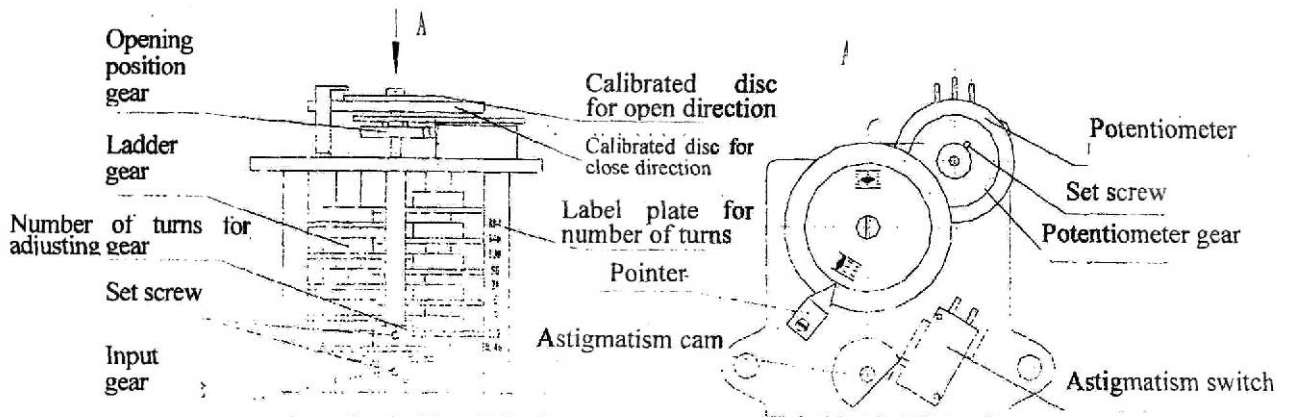 Opening
position
gear
Ladder
gear
Number of turns for
adjusting gear
Set screw
Input
gear
A
Calibrated disc
for open direction
Calibrated disc for
close direction
Label plate for
number of turns
Pointer
Astigmatism cam
A
Potentiometer
Set screw
Potentiometer gear
Astigmatism switch